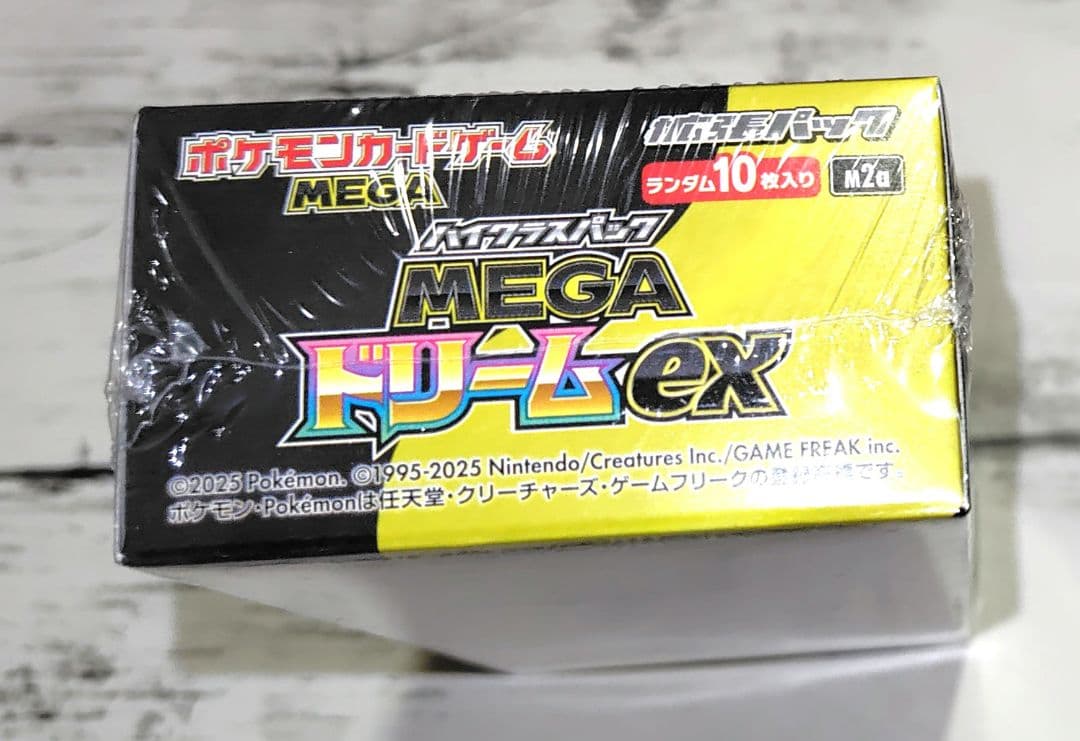 ポケモンカードゲーム
MEGA
拡張パック
ランダム10枚入り M2a
ハイクラスパック
MEGA
ドリームex
©2025 Pokémon. ©1995-2025 Nintendo/Creatures Inc./GAME FREAK inc.
ポケモン・Pokémonは任天堂・クリーチャーズ・ゲームフリークの登録商標です。